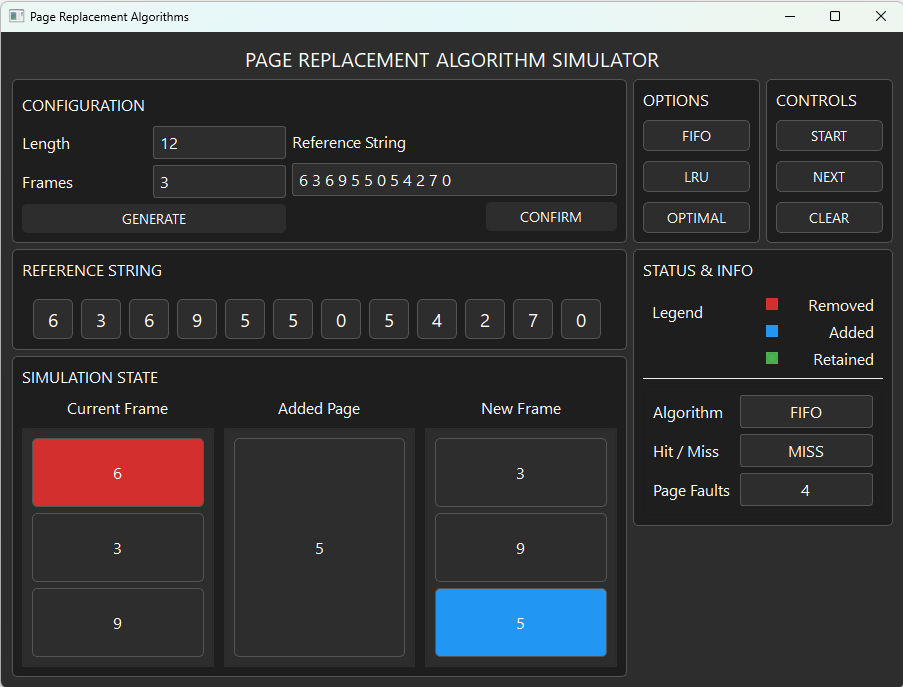 Page Replacement Algorithms
PAGE REPLACEMENT ALGORITHM SIMULATOR
CONFIGURATION
Length
12
Reference String
Frames
3
6 3 6 9 5 5 0 5 4 2 7 0
GENERATE
CONFIRM
OPTIONS
FIFO
LRU
OPTIMAL
CONTROLS
START
NEXT
CLEAR
REFERENCE STRING
6 3 6 9 5 5 0 5 4 2 7 0
SIMULATION STATE
Current Frame
6
3
9
Added Page
5
New Frame
3
9
5
STATUS & INFO
Legend
Removed
Added
Retained
Algorithm
FIFO
Hit / Miss
MISS
Page Faults
4